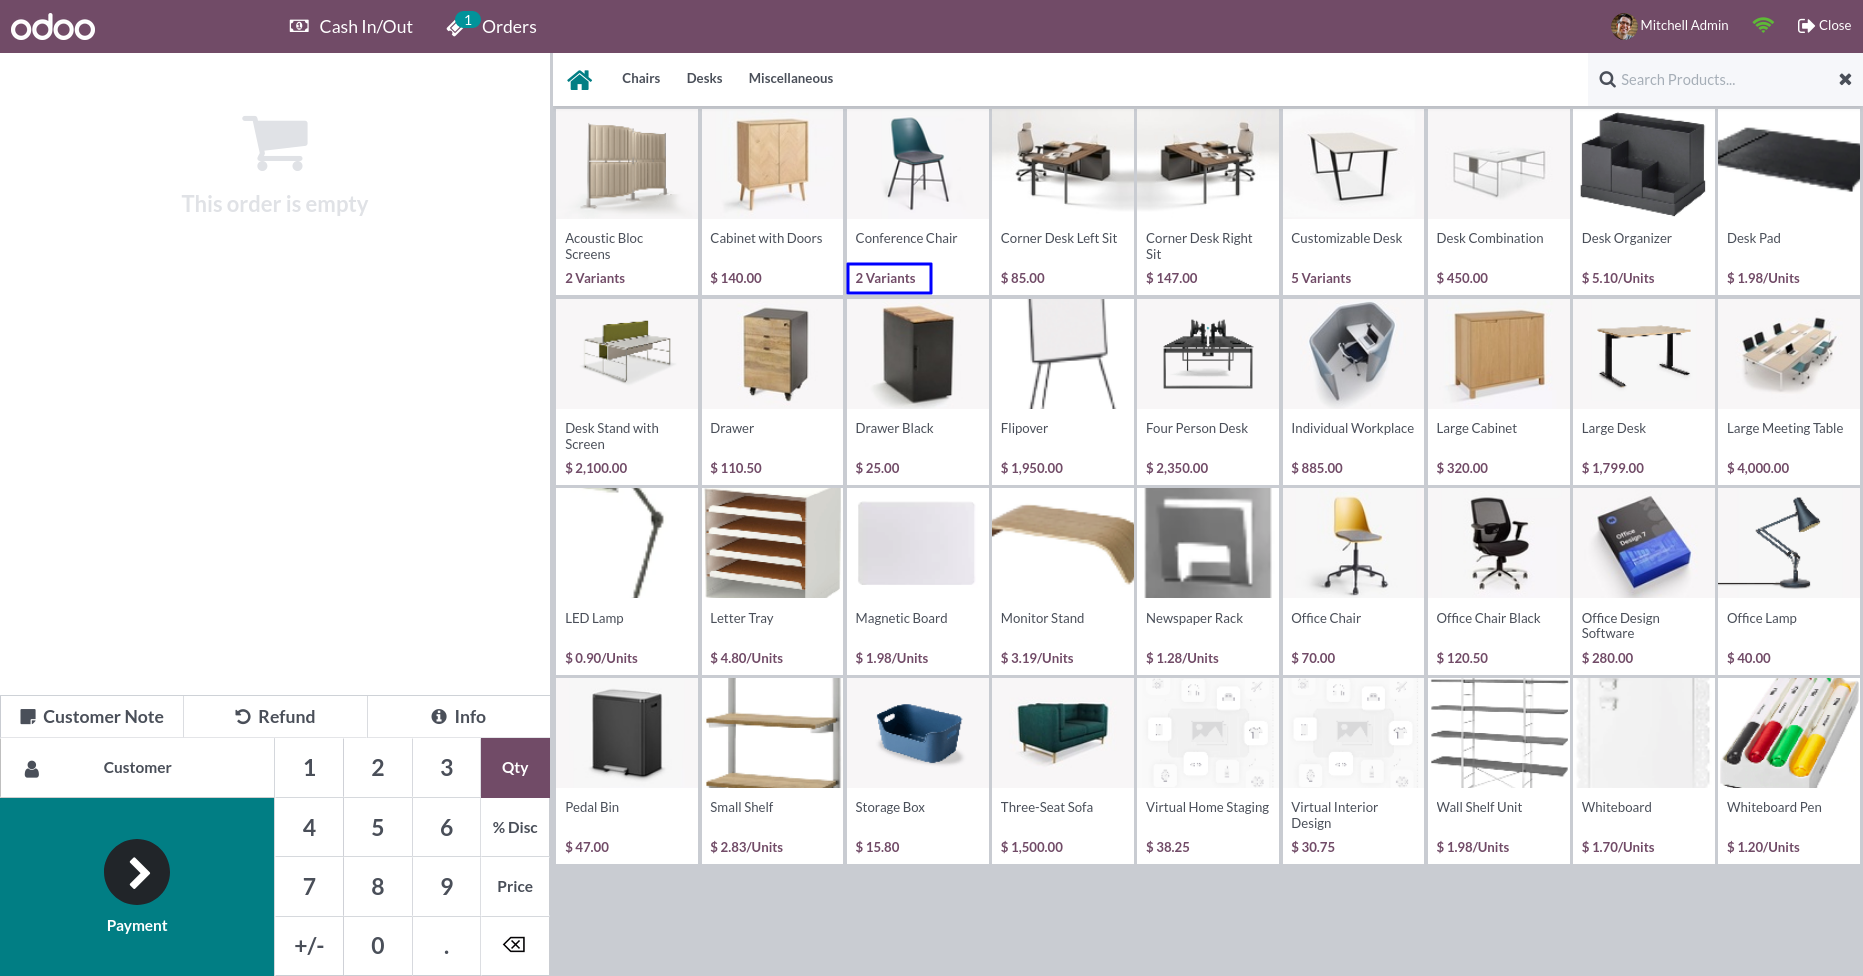 odoo
Cash In/Out
1
Orders
Mitchell Admin
Close
Chairs
Desks
Miscellaneous
Search Products...
This order is empty
Acoustic Bloc
Screens
2 Variants
Cabinet with Doors
$ 140.00
Conference Chair
2 Variants
Corner Desk Left Sit
$ 85.00
Corner Desk Right
Sit
$ 147.00
Customizable Desk
5 Variants
Desk Combination
$ 450.00
Desk Organizer
$ 5.10/Units
Desk Pad
$ 1.98/Units
Desk Stand with
Screen
$ 2,100.00
Drawer
$ 110.50
Drawer Black
$ 25.00
Flipover
$ 1,950.00
Four Person Desk
$ 2,350.00
Individual Workplace
$ 885.00
Large Cabinet
$ 320.00
Large Desk
$ 1,799.00
Large Meeting Table
$ 4,000.00
LED Lamp
$ 0.90/Units
Letter Tray
$ 4.80/Units
Magnetic Board
$ 1.98/Units
Monitor Stand
$ 3.19/Units
Newspaper Rack
$ 1.28/Units
Office Chair
$ 70.00
Office Chair Black
$ 120.50
Office
Design 7
Office Design
Software
$ 280.00
Office Lamp
$ 40.00
Pedal Bin
$ 47.00
Small Shelf
$ 2.83/Units
Storage Box
$ 15.80
Three-Seat Sofa
$ 1,500.00
Virtual Home Staging
$ 38.25
Virtual Interior
Design
$ 30.75
Wall Shelf Unit
$ 1.98/Units
Whiteboard
$ 1.70/Units
Whiteboard Pen
$ 1.20/Units
Customer Note
Refund
Info
Customer
1
2
3
Qty
4
5
6
% Disc
7
8
9
Price
+/-
0
.
Payment